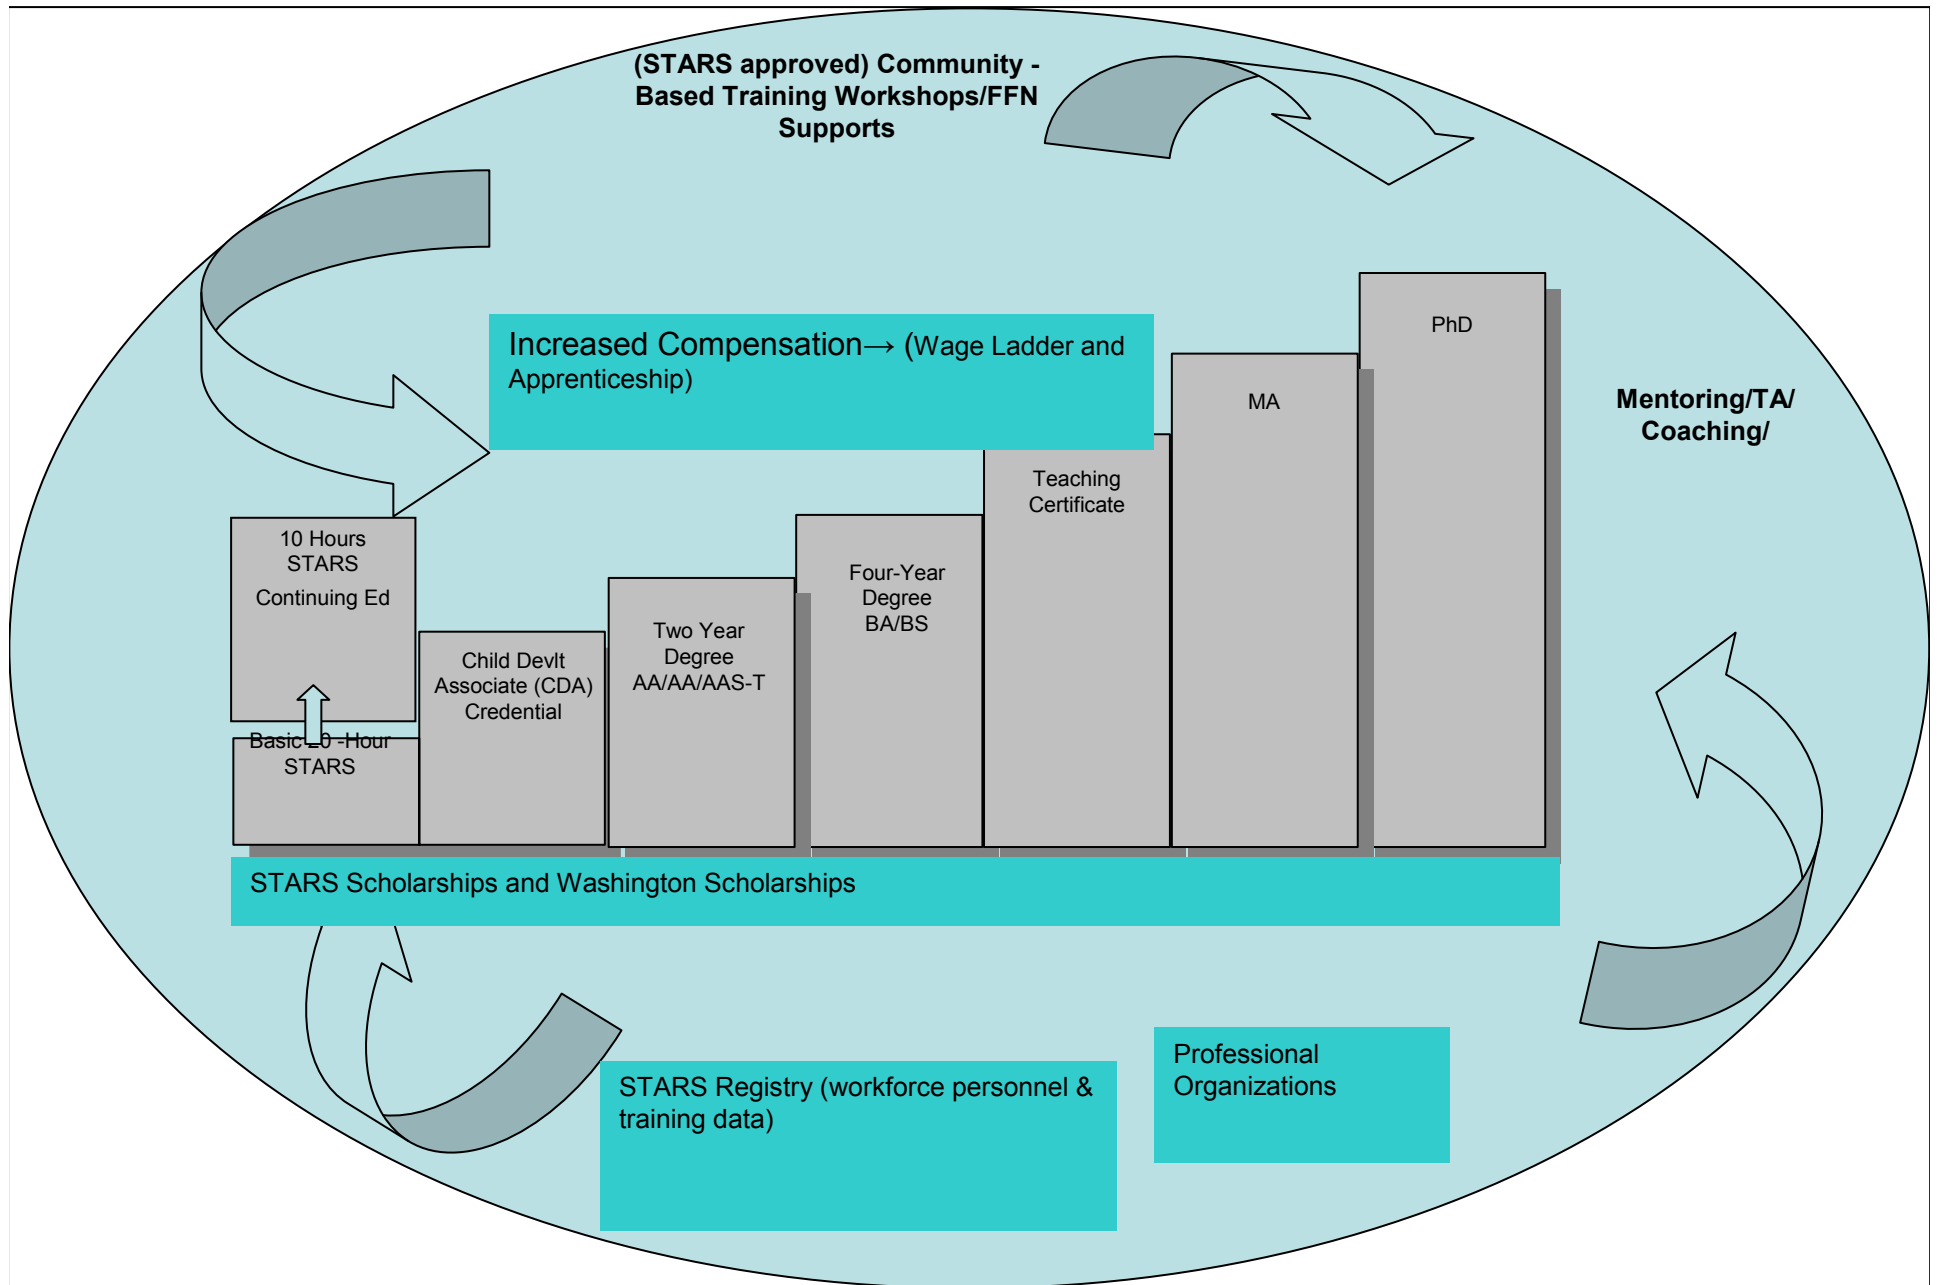 (STARS approved) Community -
Based Training Workshops/FFN
Supports
Increased Compensation→ (Wage Ladder and
Apprenticeship)
PhD
MA
Mentoring/TA/
Coaching/
Teaching
Certificate
10 Hours
STARS
Continuing Ed
Four-Year
Degree
BA/BS
Two Year
Degree
AA/AA/AAS-T
Child Devlt
Associate (CDA)
Credential
Basic 20 -Hour
STARS
STARS Scholarships and Washington Scholarships
STARS Registry (workforce personnel &
training data)
Professional
Organizations